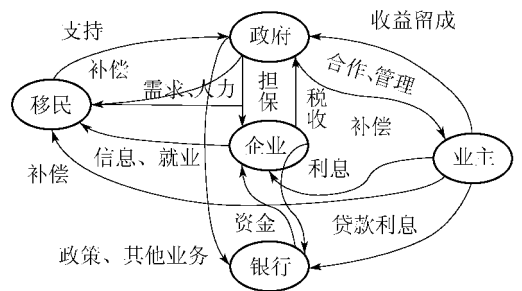 支持
政府
收益留成
补偿
合作、管理
需求、人力
担保
税收
移民
补偿
信息、就业
企业
利息
业主
补偿
资金
贷款利息
政策、其他业务
银行